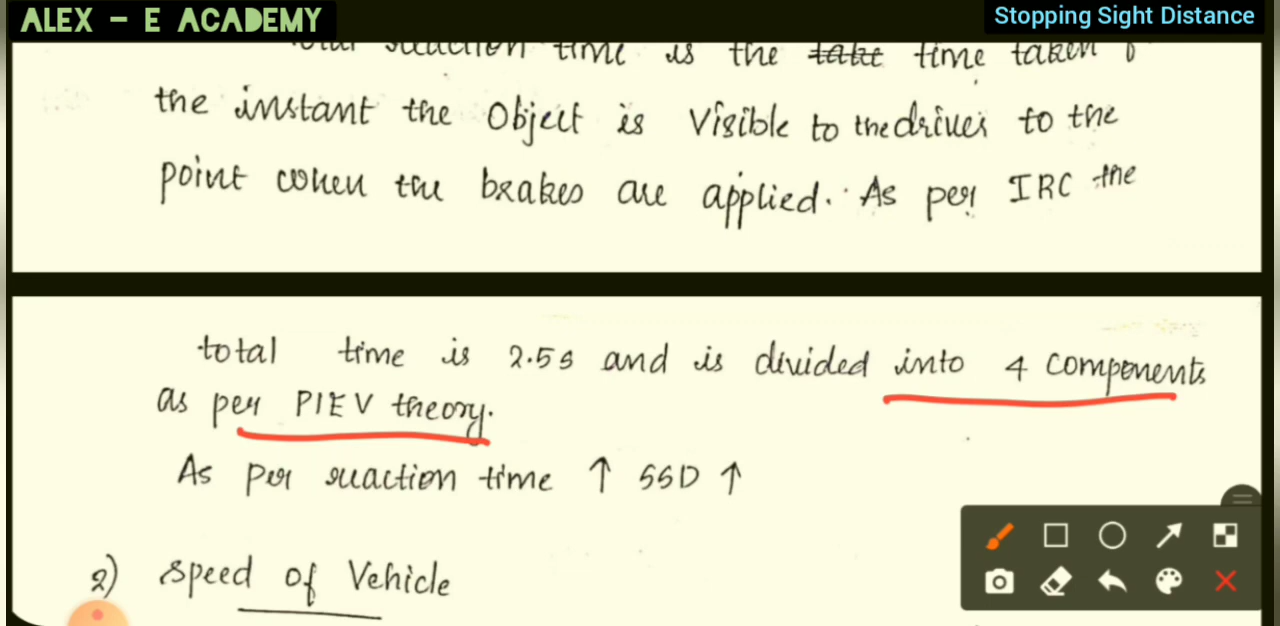 ALEX - E ACADEMY
Stopping Sight Distance
time is the take time taken
the instant the Object is Visible to the driver to the
point when the brakes are applied. As per IRC the
total time is 2.5s and is divided into 4 components
as per PIEV theory.
As per reaction time ↑ SSD ↑
2) Speed of Vehicle